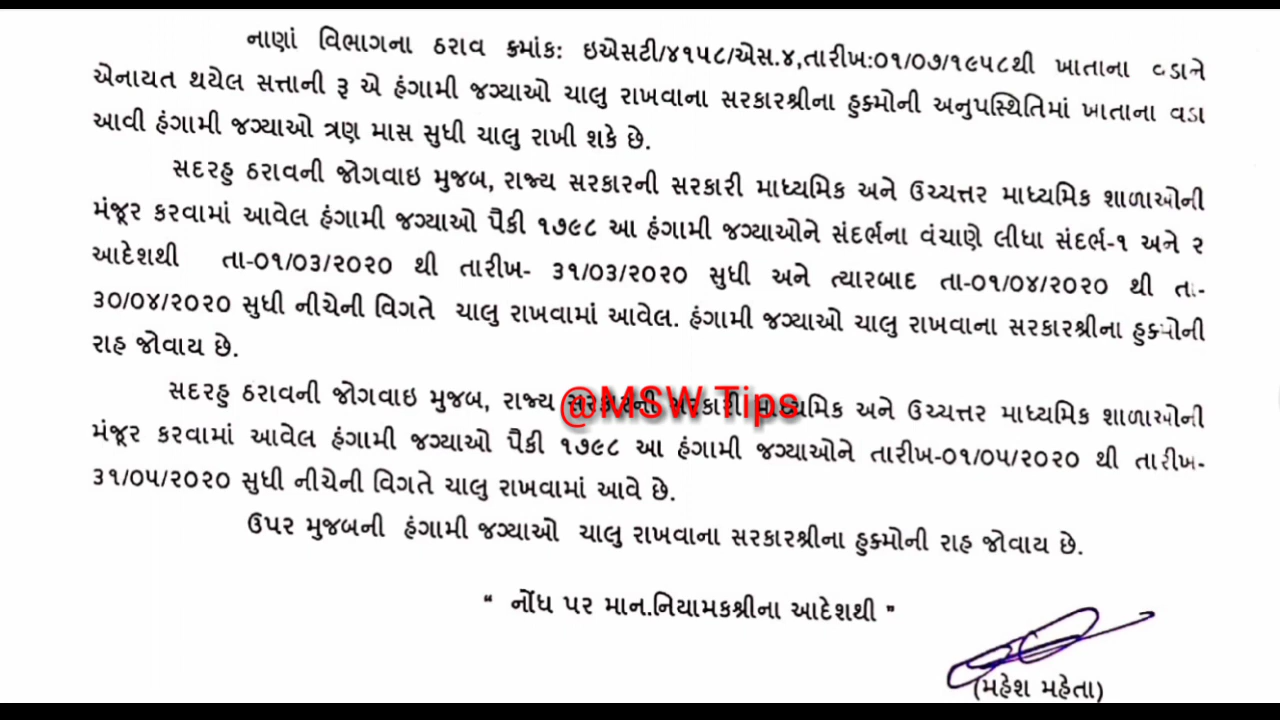 નાણાં વિભાગના ઠરાવ ક્રમાંક: ઇએસટી/૪૧૫૮/એસ.૪,તારીખ:૦૧/૦૭/૧૯૫૮થી ખાતાના વડાને
એનાયત થયેલ સત્તાની રૂ એ હંગામી જગ્યાઓ ચાલુ રાખવાના સરકારશ્રીના હુકમોની અનુપસ્થિતિમાં ખાતાના વડા
આવી હંગામી જગ્યાઓ ત્રણ માસ સુધી ચાલુ રાખી શકે છે.
સદરહુ ઠરાવની જોગવાઇ મુજબ, રાજ્ય સરકારની સરકારી માધ્યમિક અને ઉચ્ચત્તર માધ્યમિક શાળાઓની
મંજૂર કરવામાં આવેલ હંગામી જગ્યાઓ પૈકી ૧૭૯૮ આ હંગામી જગ્યાઓને સંદર્ભના વંચાણે લીધા સંદર્ભ-૧ અને ૨
આદેશથી તા-૦૧/૦૩/૨૦૨૦ થી તારીખ- ૩૧/૦૩/૨૦૨૦ સુધી અને ત્યારબાદ તા-૦૧/૦૪/૨૦૨૦ થી તા-
૩૦/૦૪/૨૦૨૦ સુધી નીચેની વિગતે ચાલુ રાખવામાં આવેલ. હંગામી જગ્યાઓ ચાલુ રાખવાના સરકારશ્રીના હુકમોની
રાહ જોવાય છે.
સદરહુ ઠરાવની જોગવાઇ મુજબ, રાજ્ય સરકારની સરકારી માધ્યમિક અને ઉચ્ચત્તર માધ્યમિક શાળાઓની
@MSW Tips
મંજૂર કરવામાં આવેલ હંગામી જગ્યાઓ પૈકી ૧૭૯૮ આ હંગામી જગ્યાઓને તારીખ-૦૧/૦૫/૨૦૨૦ થી તારીખ-
૩૧/૦૫/૨૦૨૦ સુધી નીચેની વિગતે ચાલુ રાખવામાં આવે છે.
ઉપર મુજબની હંગામી જગ્યાઓ ચાલુ રાખવાના સરકારશ્રીના હુકમોની રાહ જોવાય છે.
“ નોંધ પર માન.નિયામકશ્રીના આદેશથી ”
(મહેશ મહેતા)